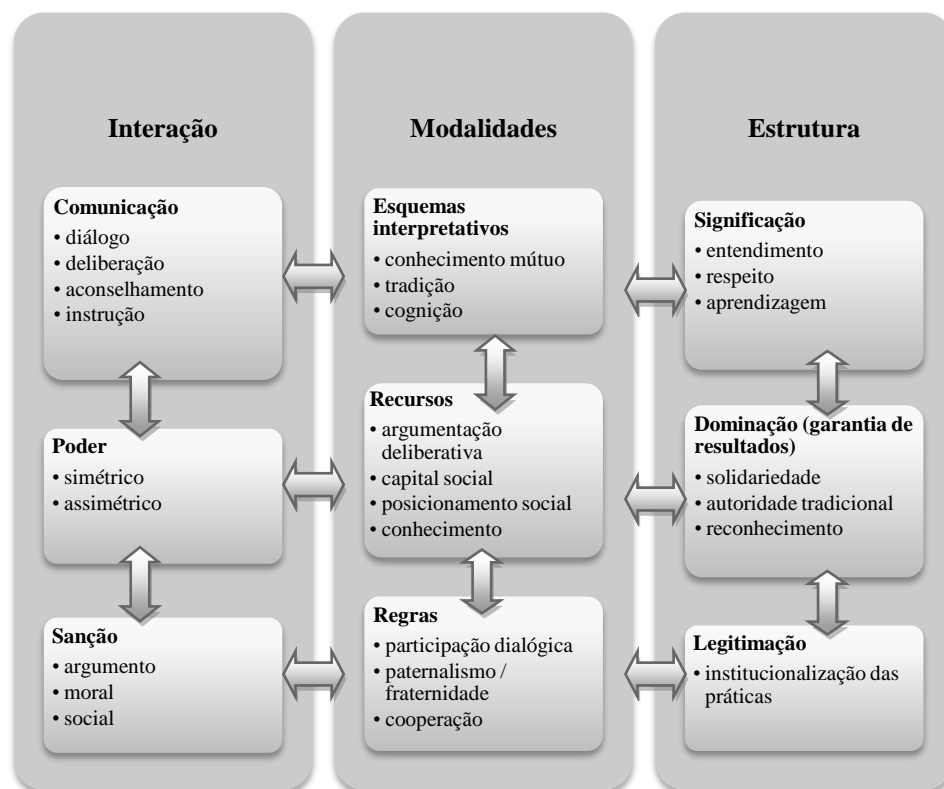 Interação
Comunicação
• diálogo
• deliberação
• aconselhamento
• instrução
Poder
• simétrico
• assimétrico
Sanção
• argumento
• moral
• social
Modalidades
Esquemas
interpretativos
• conhecimento mútuo
• tradição
• cognição
Recursos
• argumentação
deliberativa
• capital social
• posicionamento social
• conhecimento
Regras
• participação dialógica
• paternalismo /
fraternidade
• cooperação
Estrutura
Significação
• entendimento
• respeito
• aprendizagem
Dominação (garantia de
resultados)
• solidariedade
• autoridade tradicional
• reconhecimento
Legitimação
• institucionalização das
práticas